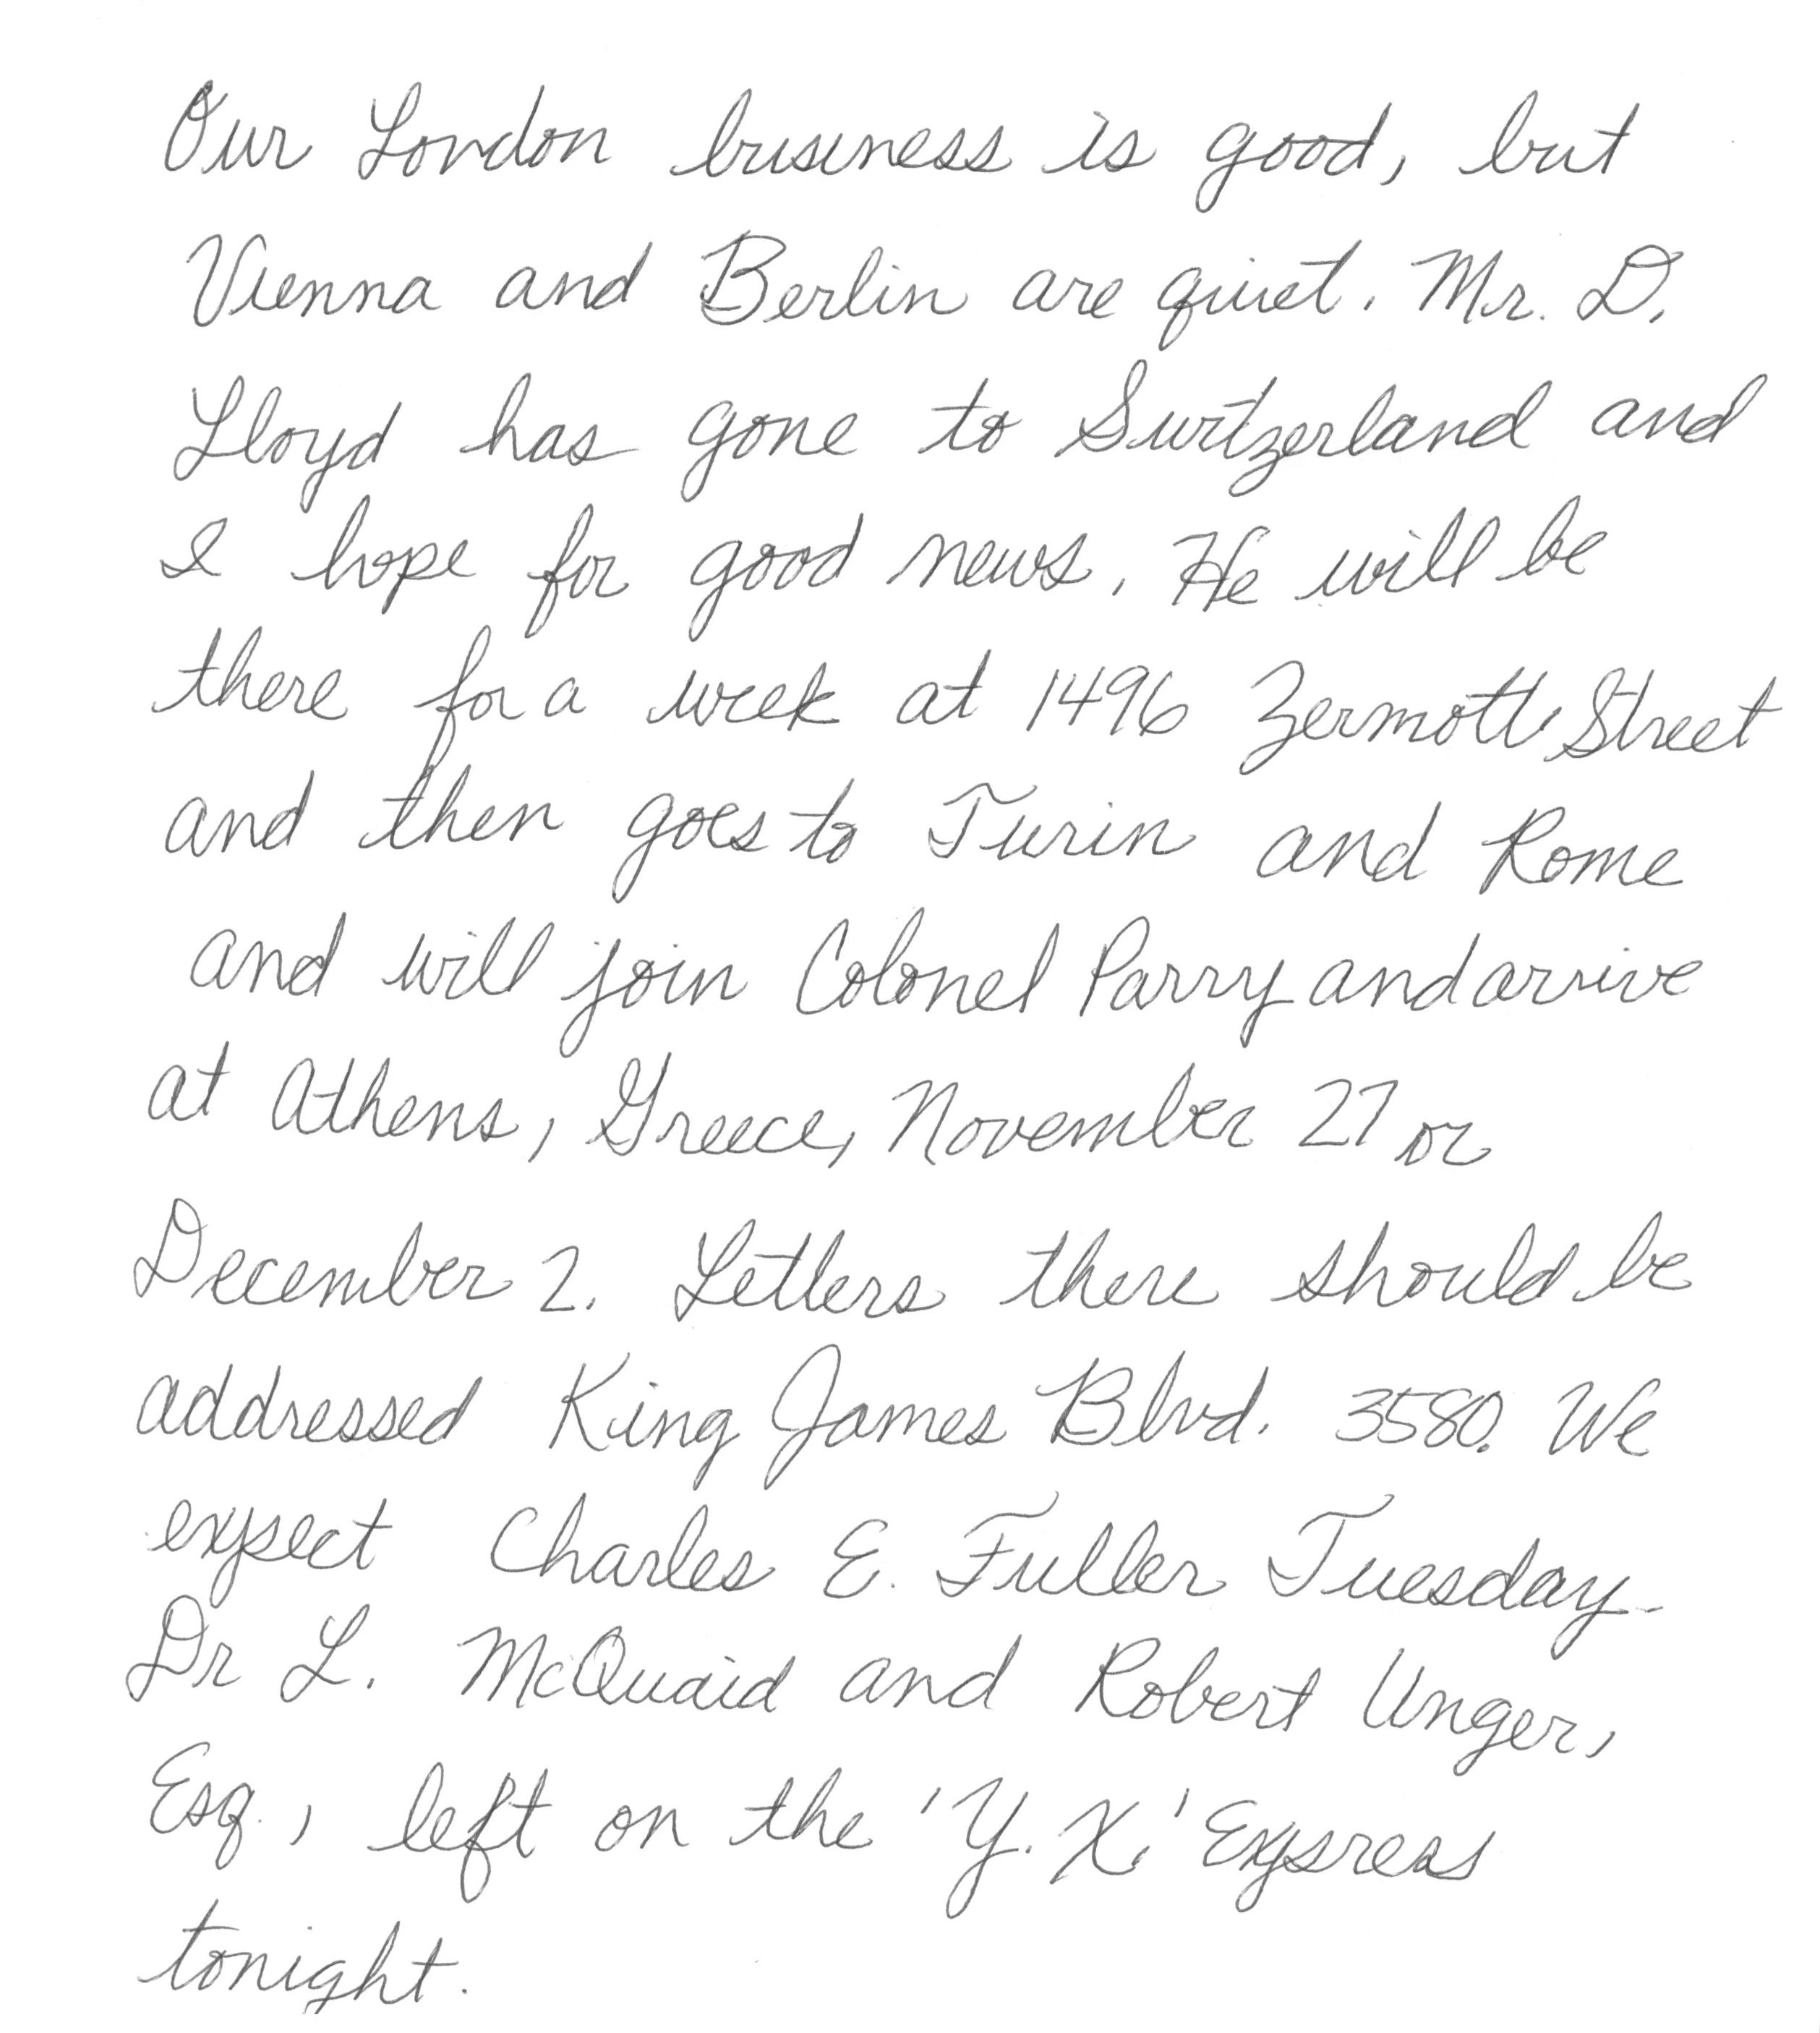 Our London business is good, but
Vienna and Berlin are quiet. Mr. D.
Lloyd has gone to Switzerland and
I hope for good news. He will be
there for a week at 1496 Zermott Street
and then goes to Turin and Rome
and will join Colonel Parry and arrive
at Athens, Greece, November 27 or
December 2. Letters there should be
addressed King James Blvd. 3580. We
expect Charles E. Fuller Tuesday.
Dr L. McQuaid and Robert Unger,
Esq., left on the 'Y. X.' Express
tonight.